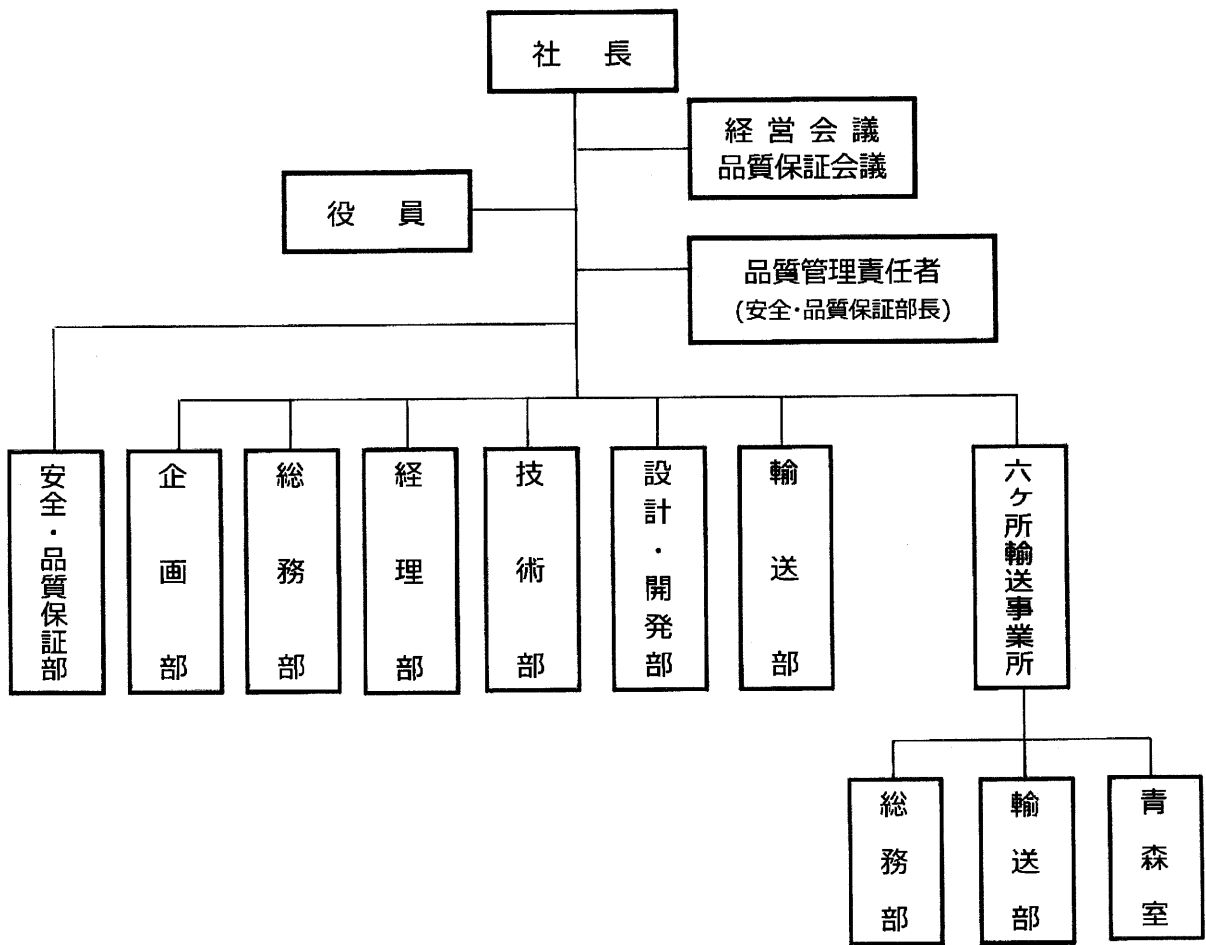 社長
経営会議
品質保証会議
役員
品質管理責任者
(安全・品質保証部長)
安全・品質保証部
企画部
総務部
経理部
技術部
設計・開発部
輸送部
六ケ所輸送事業所
総務部
輸送部
青森室